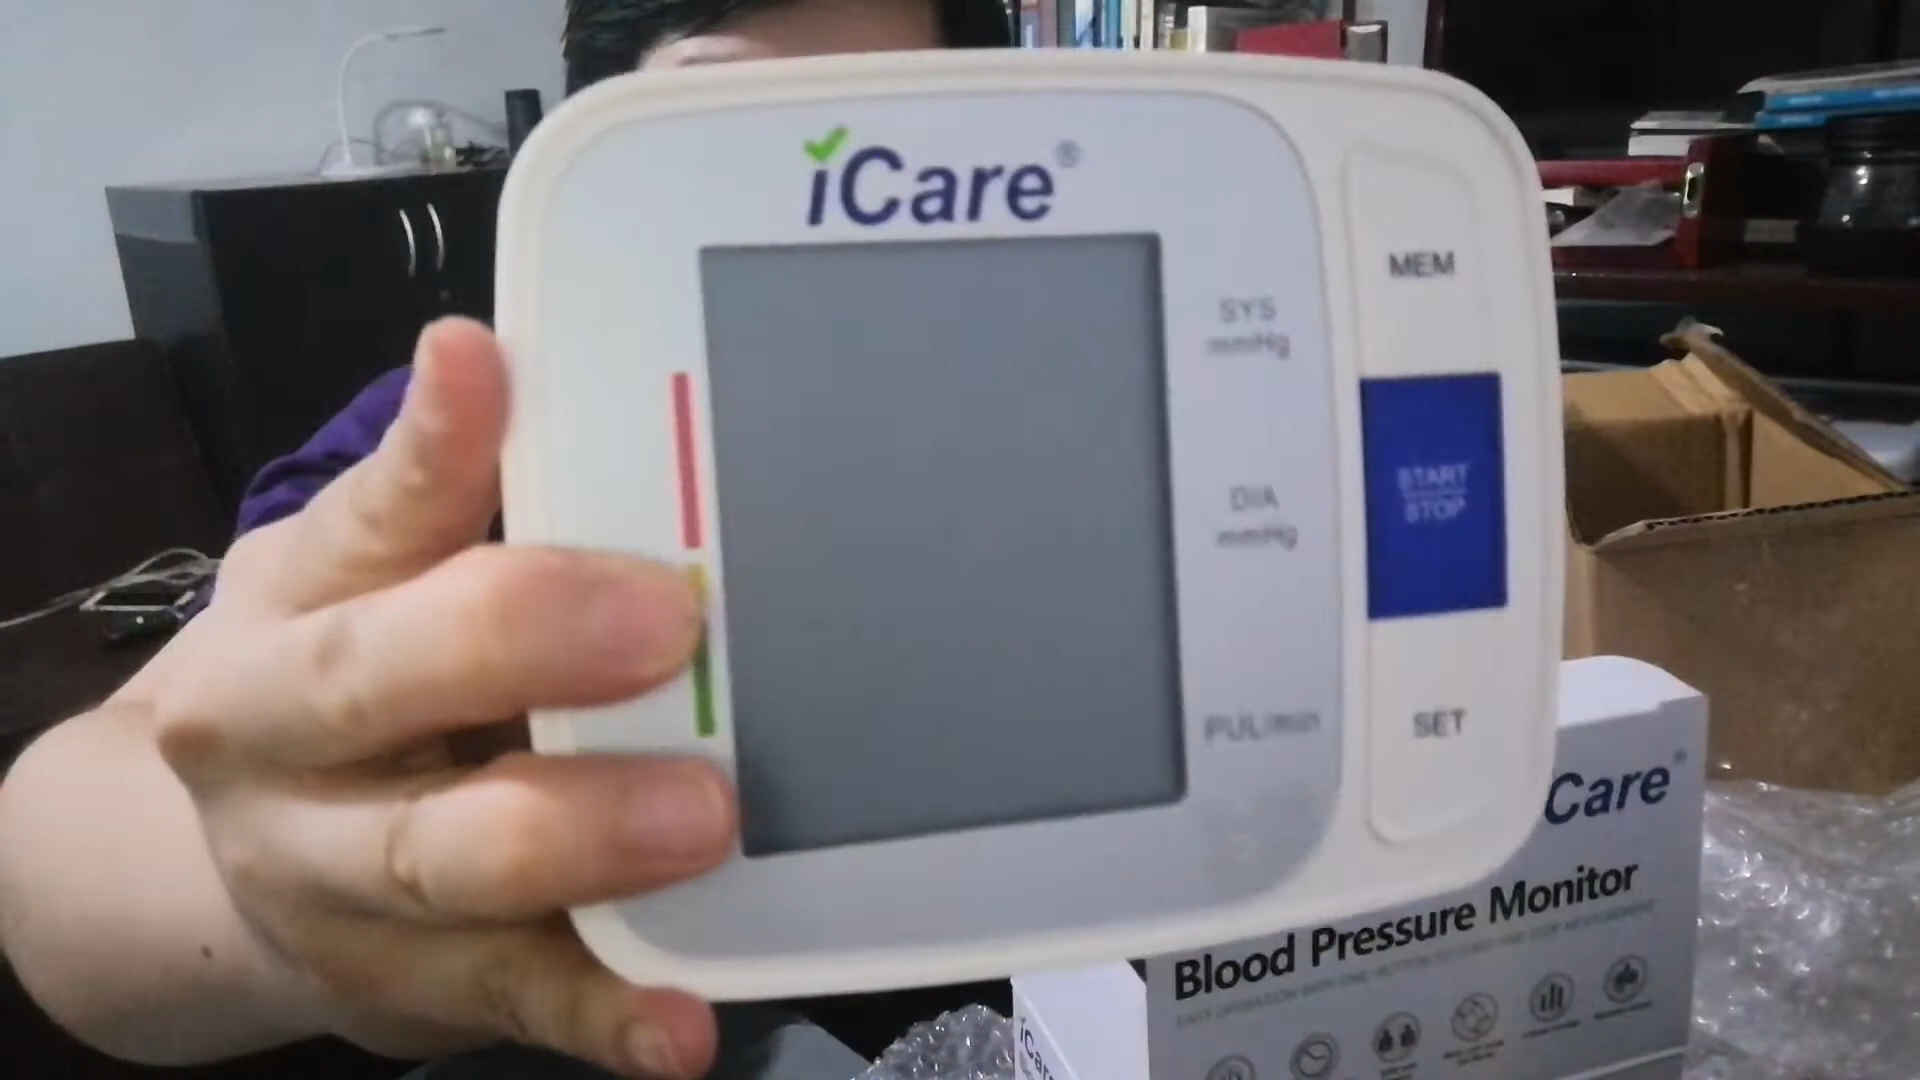 iCare®
MEM
SYS
mmHg
START
STOP
DIA
mmHg
PUL/min
SET
Care®
Blood Pressure Monitor
iCare